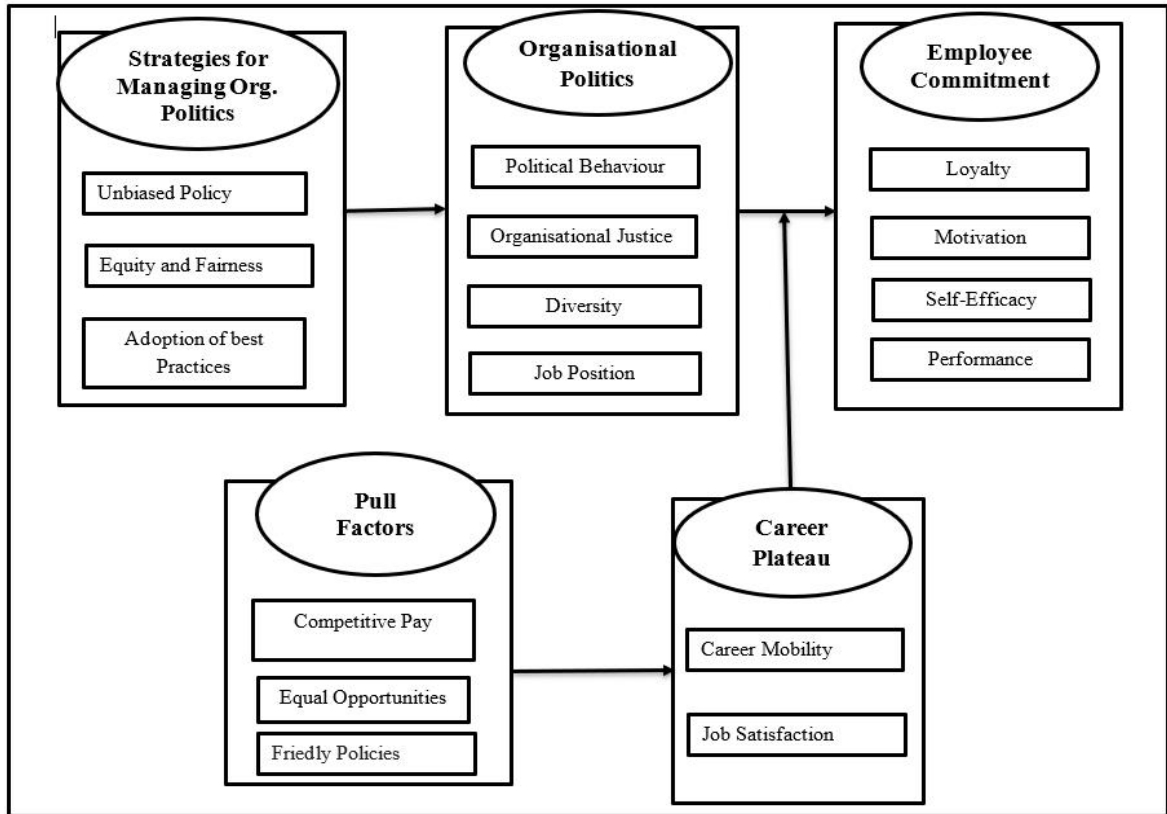 Strategies for
Managing Org.
Politics
Unbiased Policy
Equity and Fairness
Adoption of best
Practices
Organisational
Politics
Political Behaviour
Organisational Justice
Diversity
Job Position
Employee
Commitment
Loyalty
Motivation
Self-Efficacy
Performance
Pull
Factors
Competitive Pay
Equal Opportunities
Friedly Policies
Career
Plateau
Career Mobility
Job Satisfaction